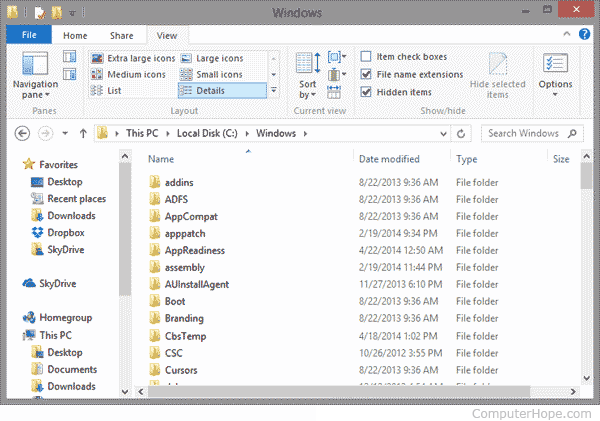 Windows
File Home Share View
Navigation pane
Extra large icons Large icons
Medium icons Small icons
List Details
Sort by
Item check boxes
File name extensions
Hidden items
Hide selected items
Options
Panes Layout Current view Show/hide
This PC Local Disk (C:) Windows Search Windows
Name Date modified Type Size
Favorites
Desktop
Recent places
Downloads
Dropbox
SkyDrive
SkyDrive
Homegroup
This PC
Desktop
Documents
Downloads
addins 8/22/2013 9:36 AM File folder
ADFS 8/22/2013 9:36 AM File folder
AppCompat 8/22/2013 9:36 AM File folder
apppatch 2/19/2014 9:34 PM File folder
AppReadiness 4/22/2014 12:50 AM File folder
assembly 2/19/2014 11:44 PM File folder
AUInstallAgent 11/27/2013 6:10 PM File folder
Boot 8/22/2013 9:36 AM File folder
Branding 8/22/2013 9:36 AM File folder
CbsTemp 4/18/2014 1:02 PM File folder
CSC 10/26/2012 3:55 PM File folder
Cursors 8/22/2013 9:36 AM File folder
ComputerHope.com